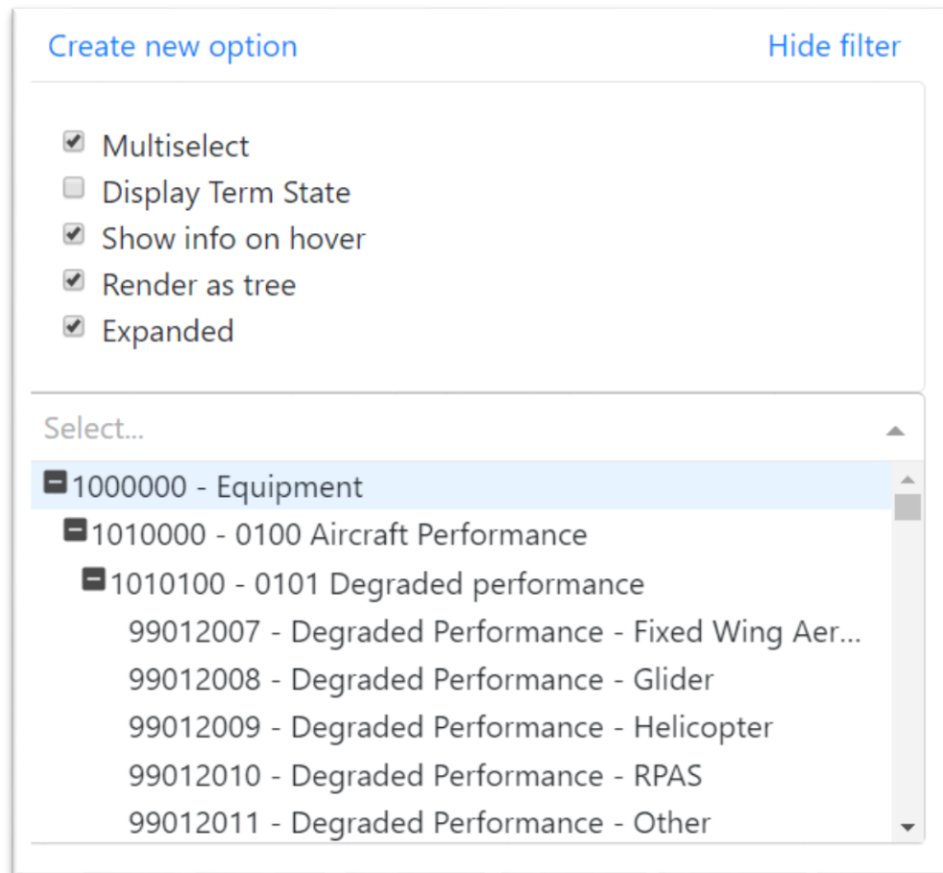 Create new option Hide filter
Multiselect
Display Term State
Show info on hover
Render as tree
Expanded
Select...
1000000 - Equipment
1010000 - 0100 Aircraft Performance
1010100 - 0101 Degraded performance
99012007 - Degraded Performance - Fixed Wing Aer...
99012008 - Degraded Performance - Glider
99012009 - Degraded Performance - Helicopter
99012010 - Degraded Performance - RPAS
99012011 - Degraded Performance - Other